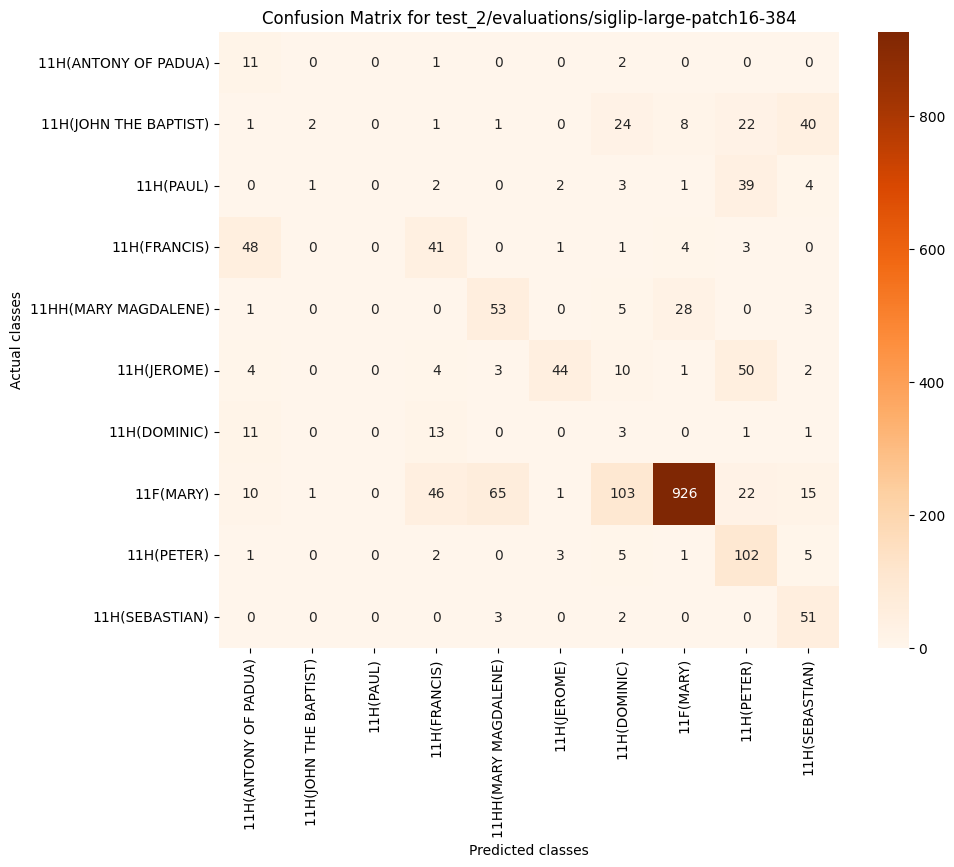 Confusion Matrix for test_2/evaluations/siglip-large-patch16-384
Actual classes
11H(ANTONY OF PADUA) 11 0 0 1 0 0 2 0 0 0
11H(JOHN THE BAPTIST) 1 2 0 1 1 0 24 8 22 40
11H(PAUL) 0 1 0 2 0 2 3 1 39 4
11H(FRANCIS) 48 0 0 41 0 1 1 4 3 0
11HH(MARY MAGDALENE) 1 0 0 0 53 0 5 28 0 3
11H(JEROME) 4 0 0 4 3 44 10 1 50 2
11H(DOMINIC) 11 0 0 13 0 0 3 0 1 1
11F(MARY) 10 1 0 46 65 1 103 926 22 15
11H(PETER) 1 0 0 2 0 3 5 1 102 5
11H(SEBASTIAN) 0 0 0 0 3 0 2 0 0 51
11H(ANTONY OF PADUA)
11H(JOHN THE BAPTIST)
11H(PAUL)
11H(FRANCIS)
11HH(MARY MAGDALENE)
11H(JEROME)
11H(DOMINIC)
11F(MARY)
11H(PETER)
11H(SEBASTIAN)
Predicted classes
800
600
400
200
0